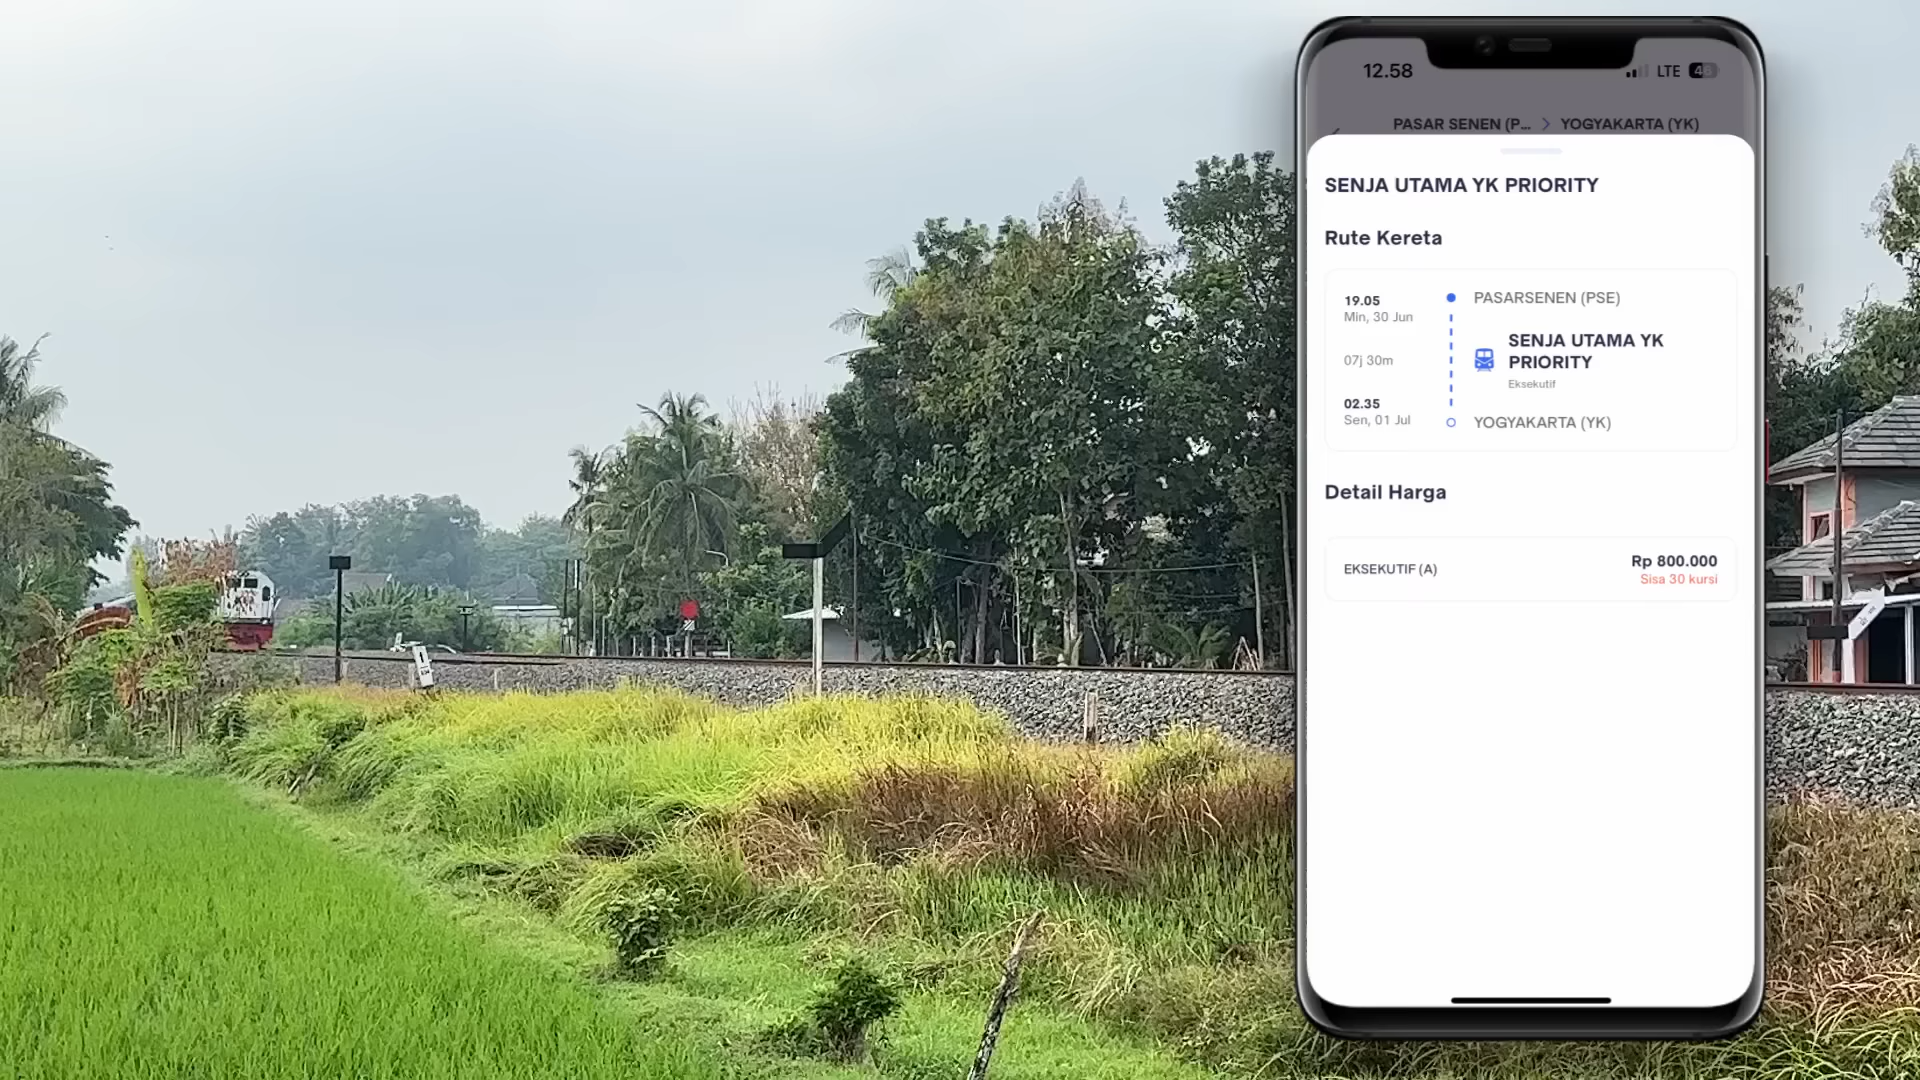 12.58
LTE
46
PASAR SENEN (P... > YOGYAKARTA (YK)
SENJA UTAMA YK PRIORITY
Rute Kereta
19.05
Min, 30 Jun
PASARSENEN (PSE)
07j 30m
SENJA UTAMA YK
PRIORITY
Eksekutif
02.35
Sen, 01 Jul
YOGYAKARTA (YK)
Detail Harga
EKSEKUTIF (A)
Rp 800.000
Sisa 30 kursi